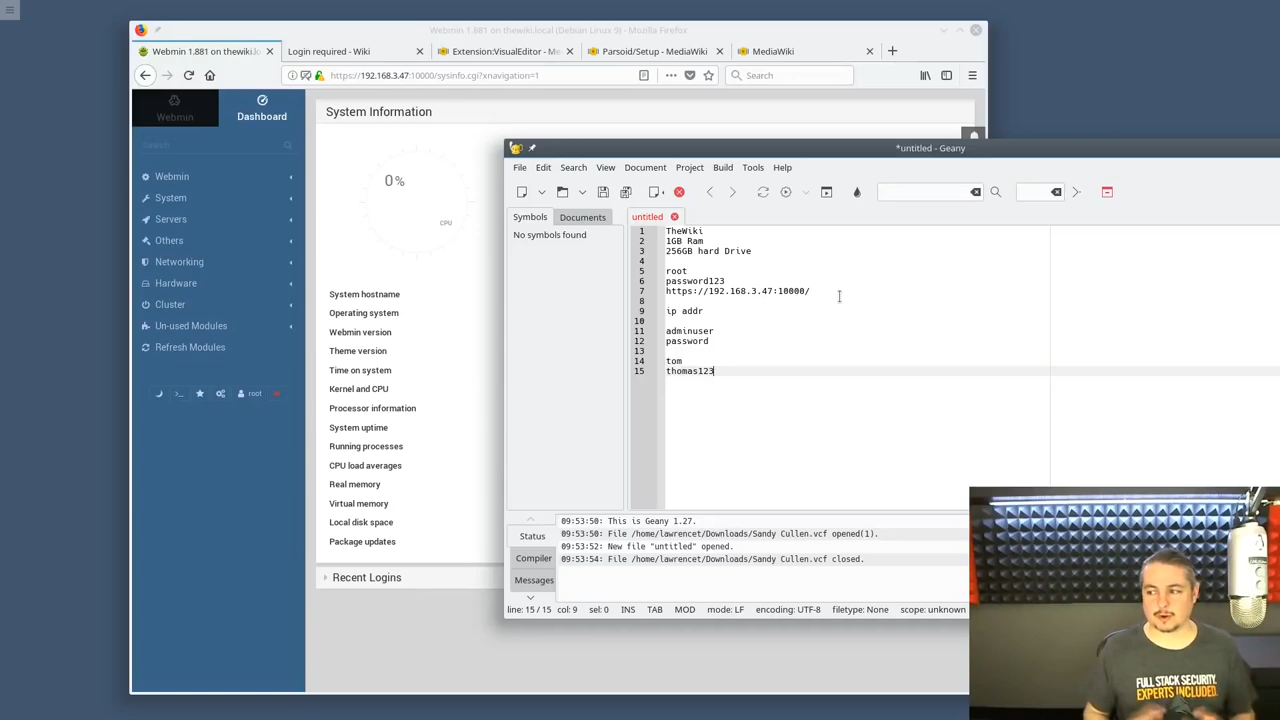 Webmin 1.881 on thewiki.local (Debian Linux 9) - Mozilla Firefox
Webmin 1.881 on thewiki.lo
Login required - Wiki
Extension:VisualEditor - Me
Parsoid/Setup - MediaWiki
MediaWiki
https://192.168.3.47:10000/sysinfo.cgi?xnavigation=1
Search
Webmin
Dashboard
Search
Webmin
System
Servers
Others
Networking
Hardware
Cluster
Un-used Modules
Refresh Modules
root
System Information
0%
CPU
System hostname
Operating system
Webmin version
Theme version
Time on system
Kernel and CPU
Processor information
System uptime
Running processes
CPU load averages
Real memory
Virtual memory
Local disk space
Package updates
Recent Logins
*untitled - Geany
File Edit Search View Document Project Build Tools Help
Symbols Documents
No symbols found
untitled
1 TheWiki
2 1GB Ram
3 256GB hard Drive
4
5 root
6 password123
7 https://192.168.3.47:10000/
8
9 ip addr
10
11 adminuser
12 password
13
14 tom
15 thomas123
Status
Compiler
Messages
09:53:50: This is Geany 1.27.
09:53:50: File /home/lawrencet/Downloads/Sandy Cullen.vcf opened(1).
09:53:52: New file "untitled" opened.
09:53:54: File /home/lawrencet/Downloads/Sandy Cullen.vcf closed.
line: 15 / 15 col: 9 sel: 0 INS TAB MOD mode: LF encoding: UTF-8 filetype: None scope: unknown
FULL STACK SECURITY.
EXPERTS INCLUDED.